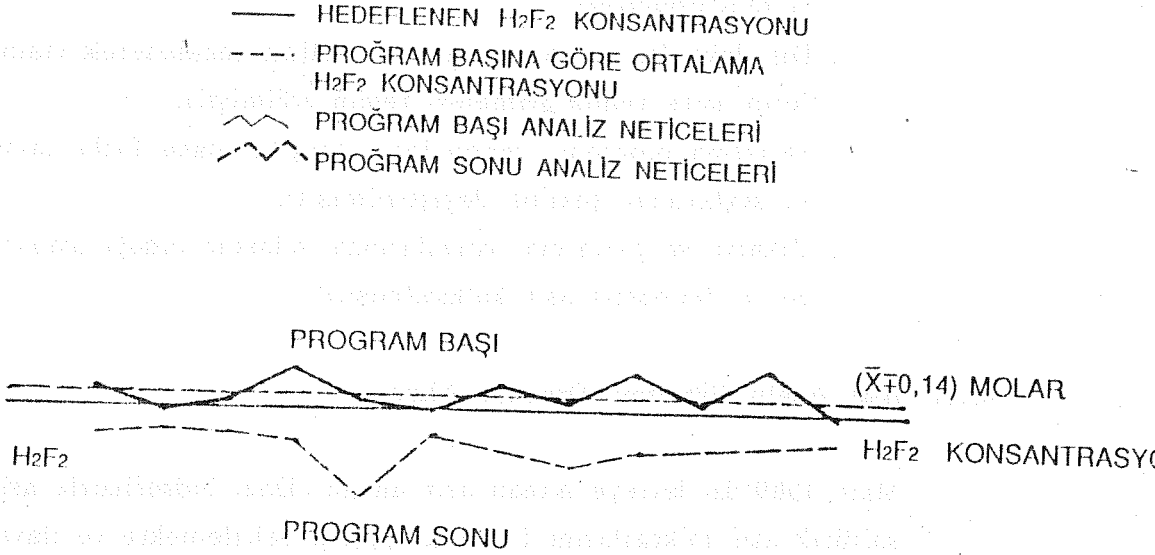 HEDEFLENEN H2F2 KONSANTRASYONU
PROĞRAM BAŞINA GÖRE ORTALAMA
H2F2 KONSANTRASYONU
PROĞRAM BAŞI ANALİZ NETİCELERİ
PROĞRAM SONU ANALİZ NETİCELERİ
PROGRAM BAŞI
(X̅∓0,14) MOLAR
H2F2
H2F2 KONSANTRASY
PROGRAM SONU